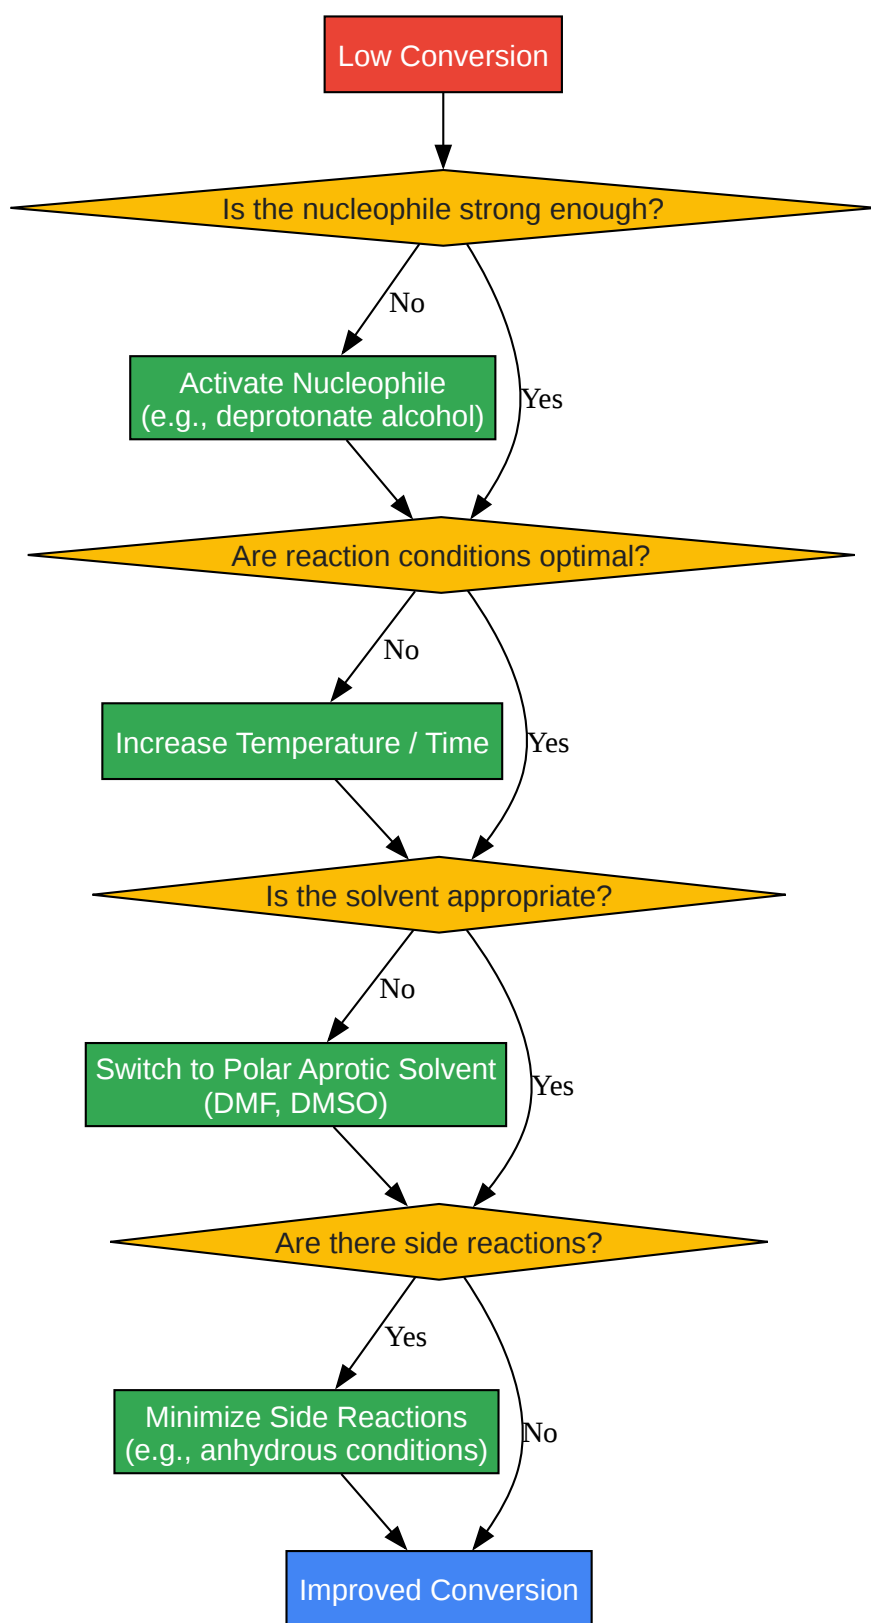 Low Conversion
Is the nucleophile strong enough?
No
Activate Nucleophile
(e.g., deprotonate alcohol)
Yes
Are reaction conditions optimal?
No
Increase Temperature / Time
Yes
Is the solvent appropriate?
No
Switch to Polar Aprotic Solvent
(DMF, DMSO)
Yes
Are there side reactions?
Yes
Minimize Side Reactions
(e.g., anhydrous conditions)
No
Improved Conversion